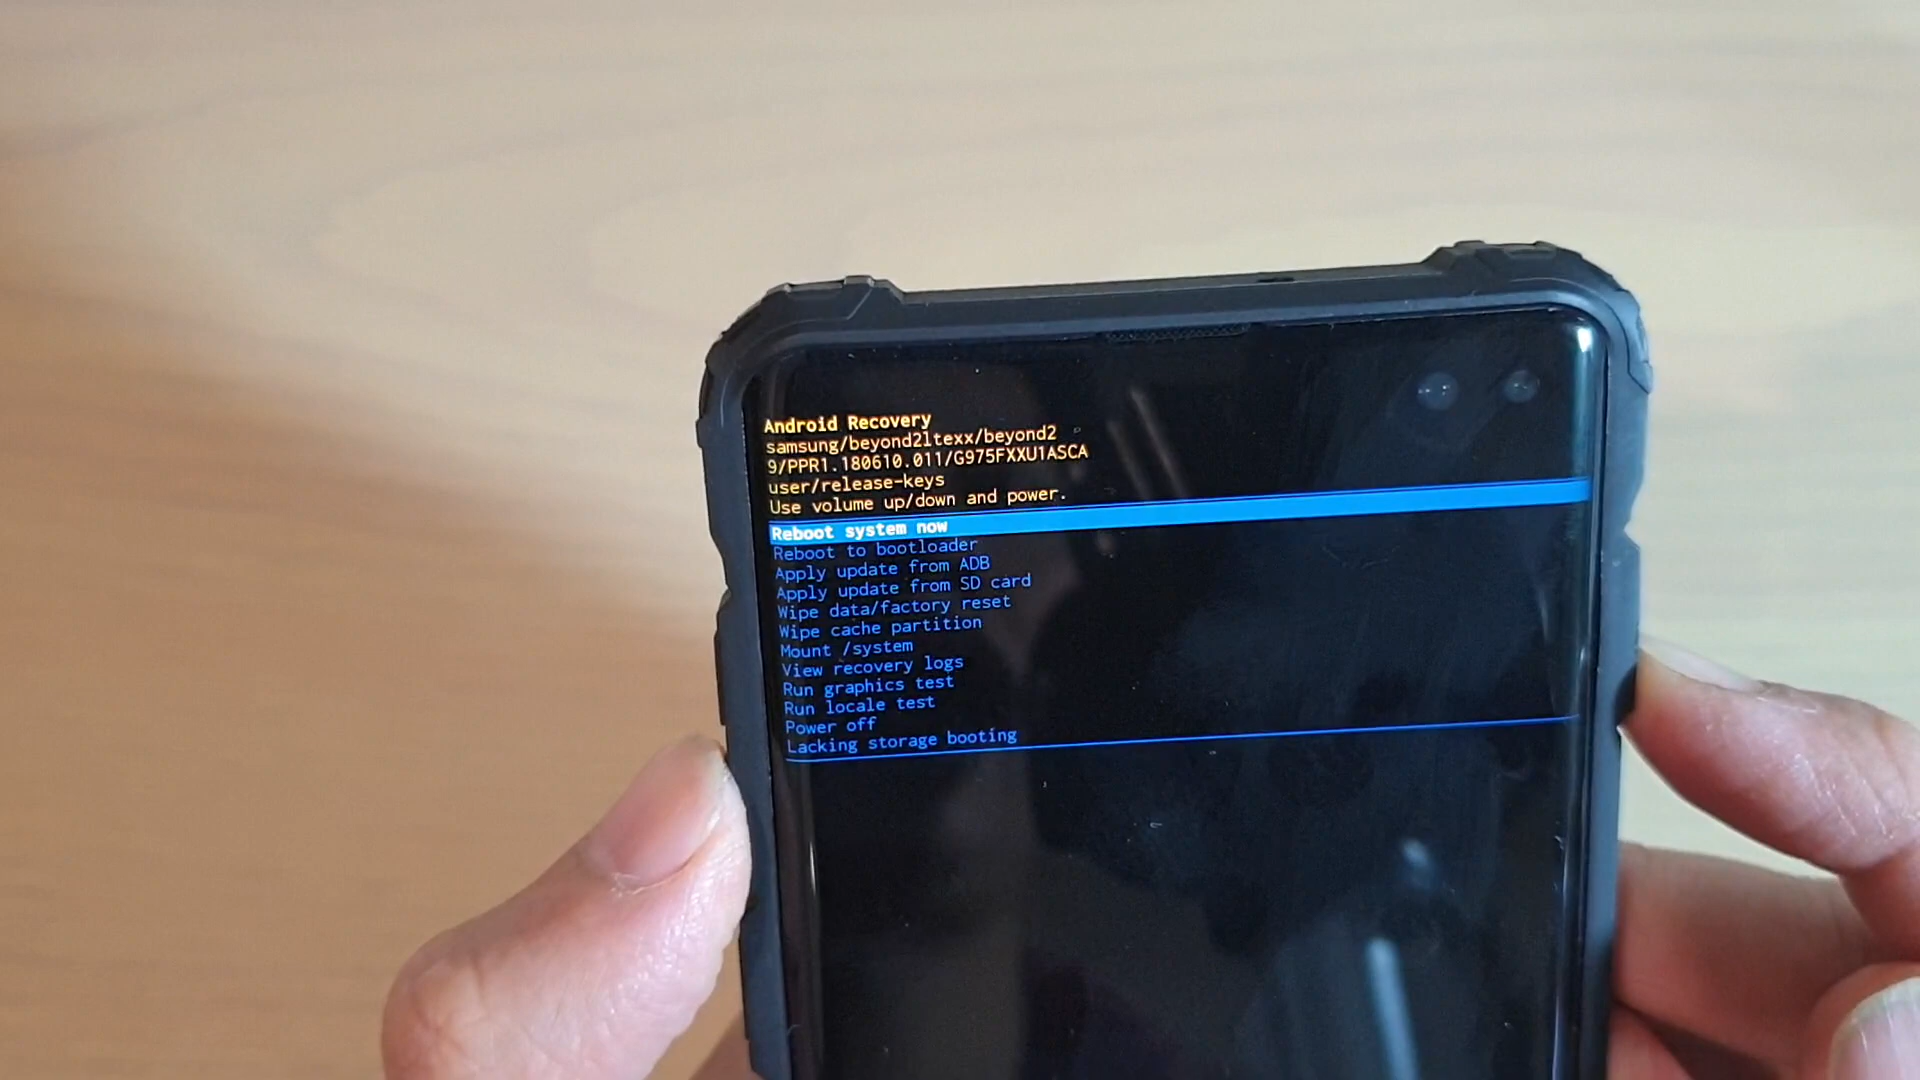 Android Recovery
samsung/beyond2ltexx/beyond2
9/PPR1.180610.011/G975FXXU1ASCA
user/release-keys
Use volume up/down and power.
Reboot system now
Reboot to bootloader
Apply update from ADB
Apply update from SD card
Wipe data/factory reset
Wipe cache partition
Mount /system
View recovery logs
Run graphics test
Run locale test
Power off
Lacking storage booting